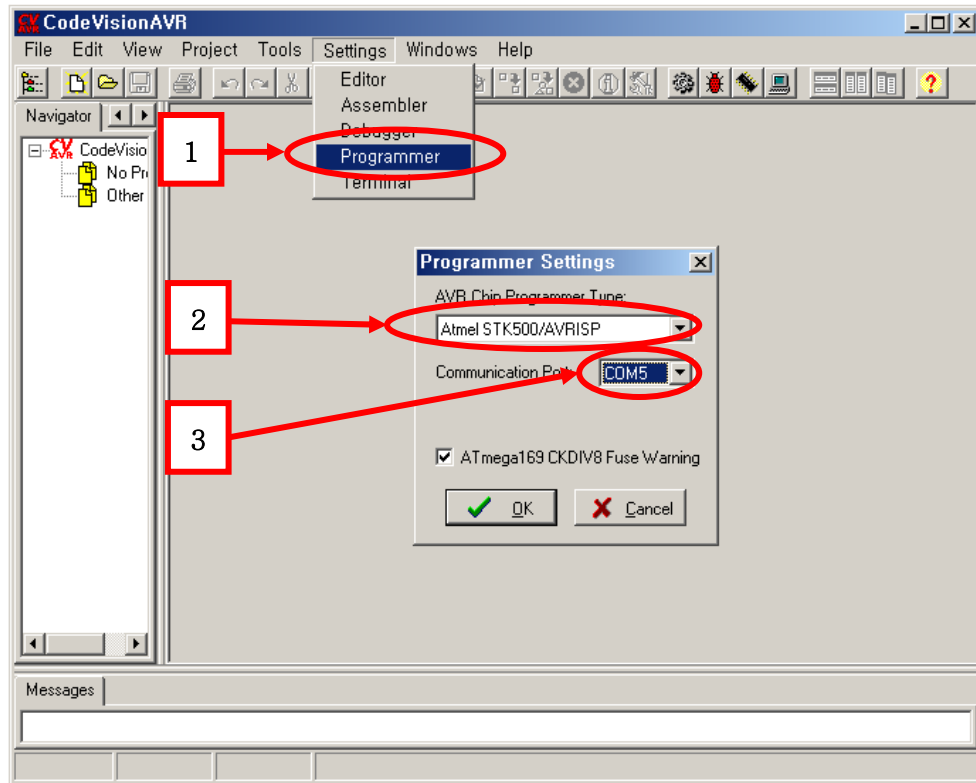 CodeVisionAVR
File Edit View Project Tools Settings Windows Help
Editor
Assembler
Debugger
Programmer
Terminal
Navigator
CodeVisio
No Pr
Other
1
2
3
Programmer Settings
AVR Chip Programmer Type:
Atmel STK500/AVRISP
Communication Port:
COM5
ATmega169 CKDIV8 Fuse Warning
OK Cancel
Messages